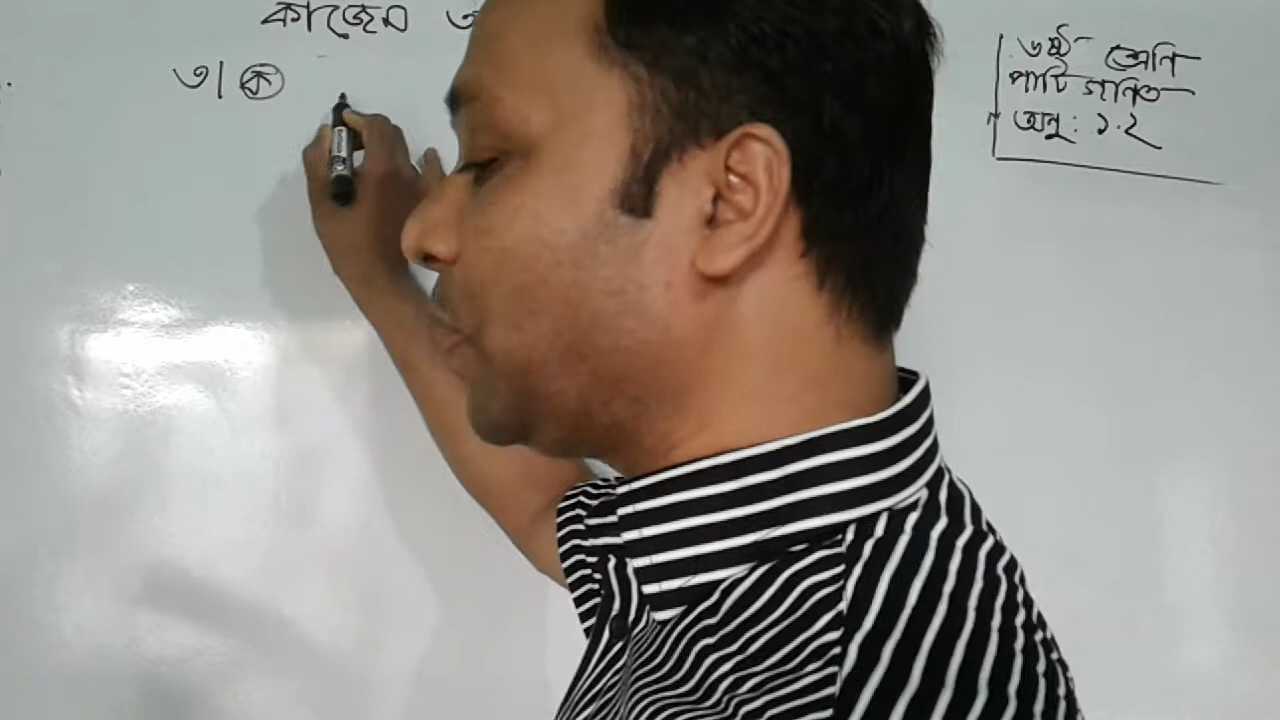 কাজের
৩| ক
৬ষ্ঠ শ্রেণি
পাটি গণিত
অনু: ১.২